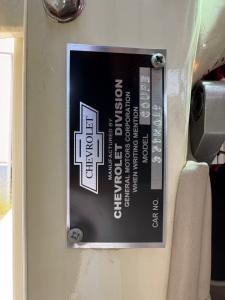 CHEVROLET
MANUFACTURED BY
CHEVROLET DIVISION
GENERAL MOTORS CORPORATION
WHEN WRITING MENTION
MODEL COUPE
CAR NO.